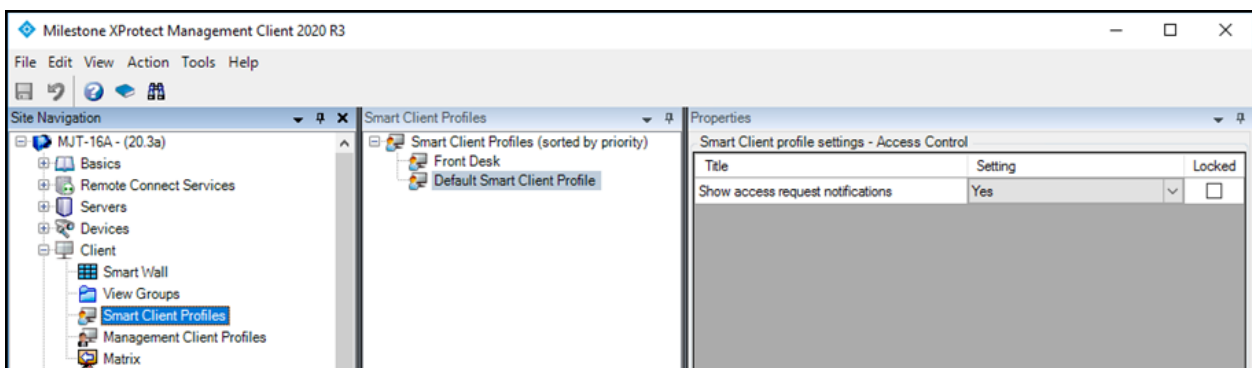 Milestone XProtect Management Client 2020 R3
File Edit View Action Tools Help
Site Navigation
MJT-16A - (20.3a)
Basics
Remote Connect Services
Servers
Devices
Client
Smart Wall
View Groups
Smart Client Profiles
Management Client Profiles
Matrix
Smart Client Profiles
Smart Client Profiles (sorted by priority)
Front Desk
Default Smart Client Profile
Properties
Smart Client profile settings - Access Control
Title Setting Locked
Show access request notifications Yes